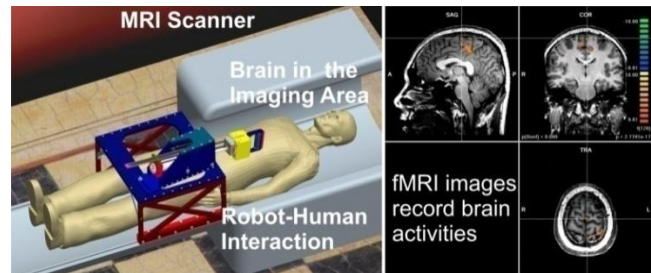 MRI Scanner
Brain in the
Imaging Area
Robot-Human
Interaction
SAG
A
P
COR
R
TRA
R
L
fMRI images
record brain
activities